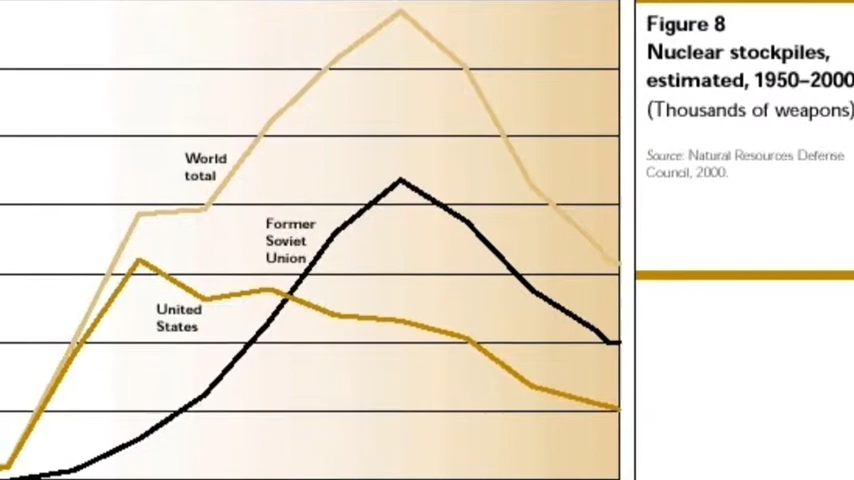 Figure 8
Nuclear stockpiles,
estimated, 1950–2000
(Thousands of weapons)
Source: Natural Resources Defense
Council, 2000.
World
total
Former
Soviet
Union
United
States